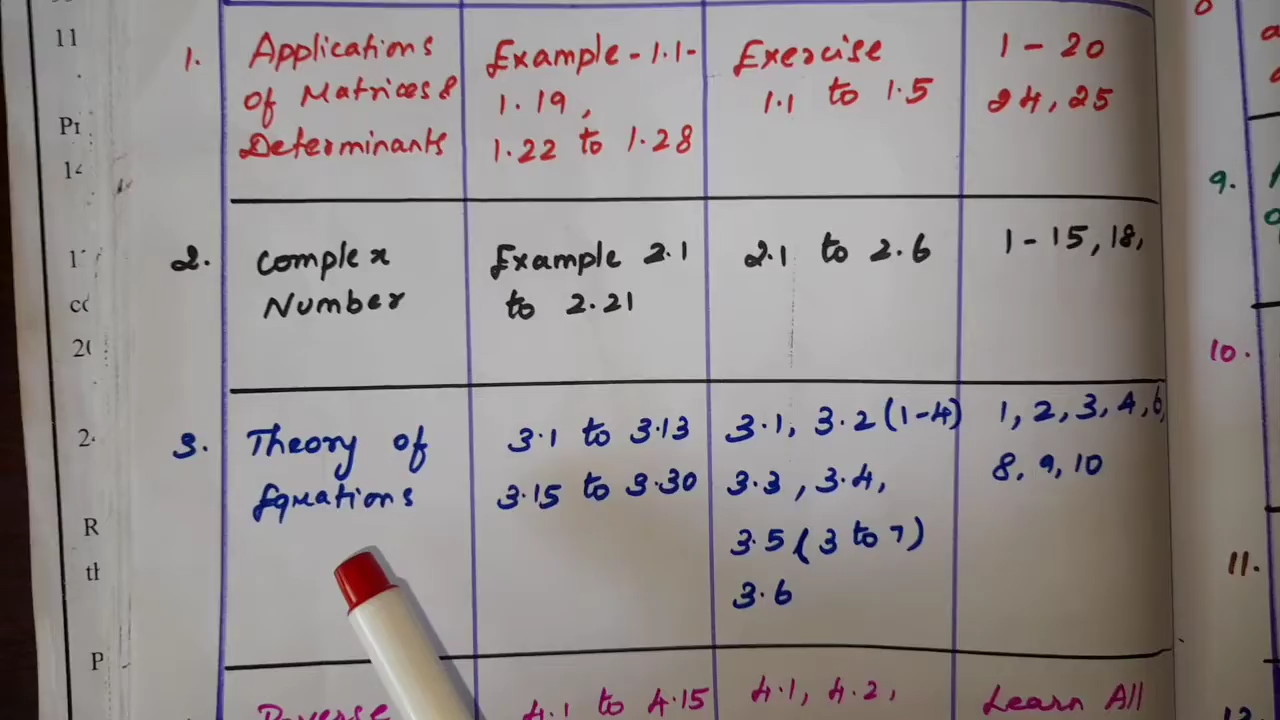 1. Applications Of Matrices & Determinants
Example - 1.1 - 1.19, 1.22 to 1.28
Exercise 1.1 to 1.5
1 - 20 24, 25
2. Complex Number
Example 2.1 to 2.21
2.1 to 2.6
1 - 15, 18,
3. Theory of Equations
3.1 to 3.13 3.15 to 3.30
3.1, 3.2 (1-4) 3.3, 3.4, 3.5 (3 to 7) 3.6
1, 2, 3, 4, 6, 8, 9, 10
4.1 to 4.15
4.1, 4.2,
Learn All
11
9.
10.
11.
12.